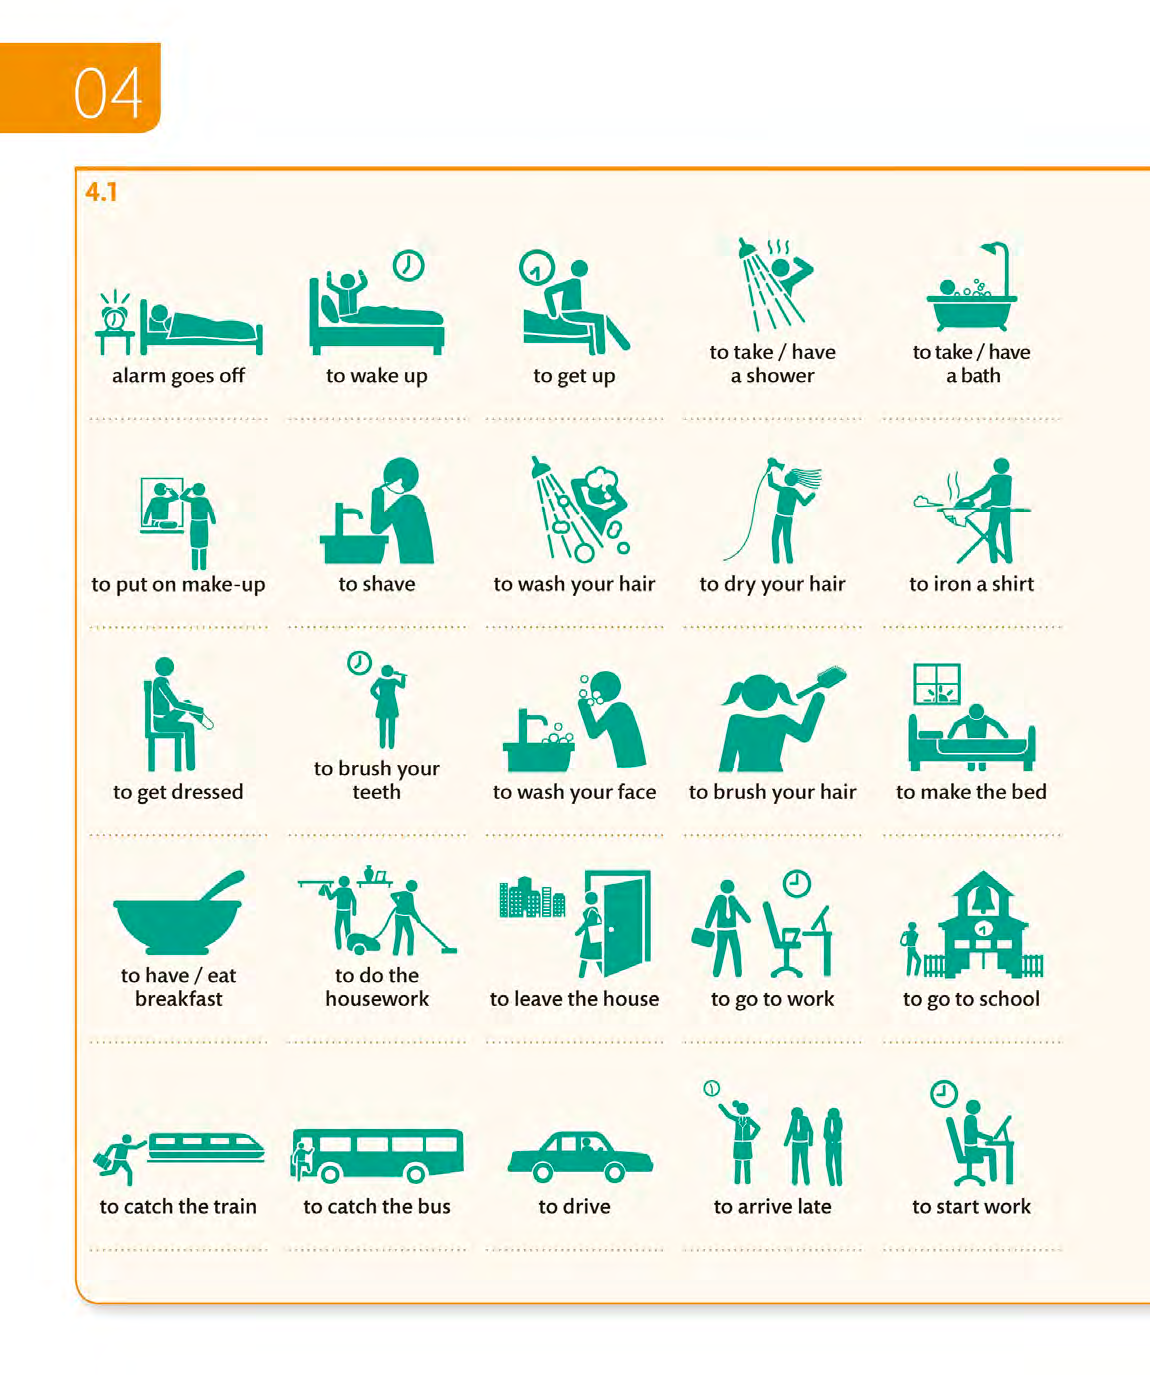 04
4.1
alarm goes off
to wake up
to get up
to take / have
a shower
to take / have
a bath
to put on make-up
to shave
to wash your hair
to dry your hair
to iron a shirt
to get dressed
to brush your
teeth
to wash your face
to brush your hair
to make the bed
to have / eat
breakfast
to do the
housework
to leave the house
to go to work
to go to school
to catch the train
to catch the bus
to drive
to arrive late
to start work